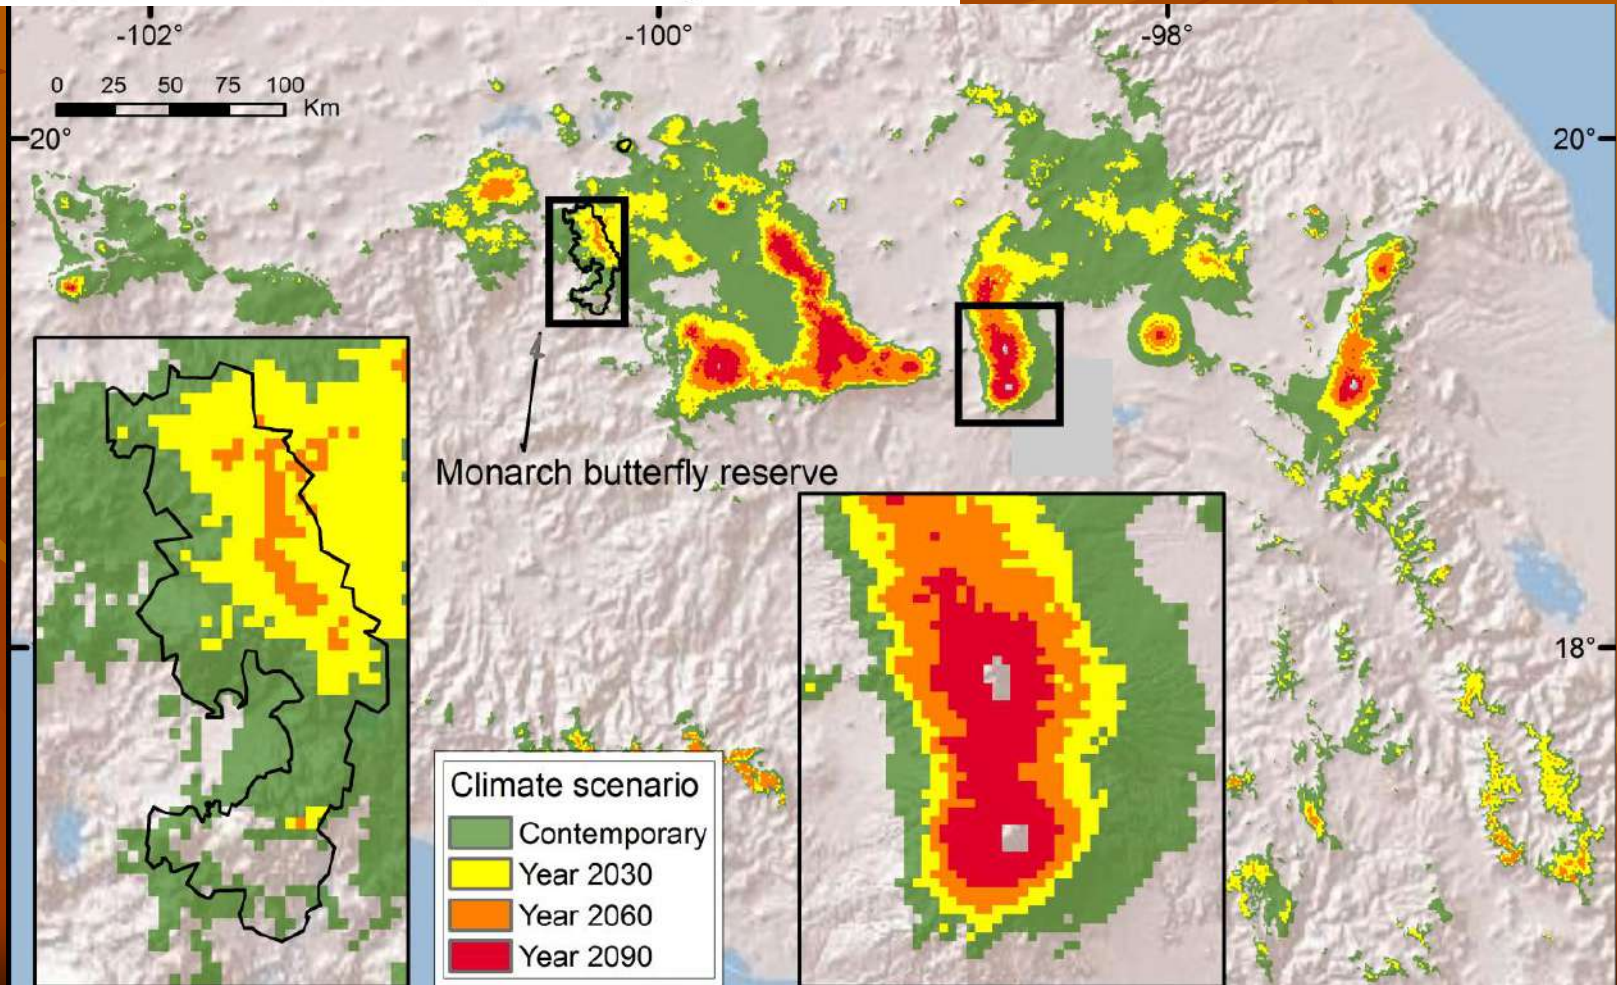 -102°
-100°
-98°
0 25 50 75 100
Km
20°
20°
18°
Monarch butterfly reserve
Climate scenario
Contemporary
Year 2030
Year 2060
Year 2090